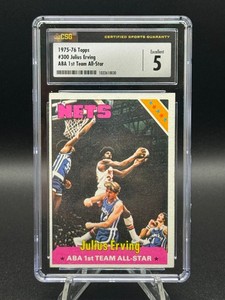 CSG
CERTIFIED SPORTS GUARANTY
1975-76 Topps
#300 Julius Erving
ABA 1st Team All-Star
Excellent
5
NETS
Julius Erving
ABA 1st TEAM ALL-STAR